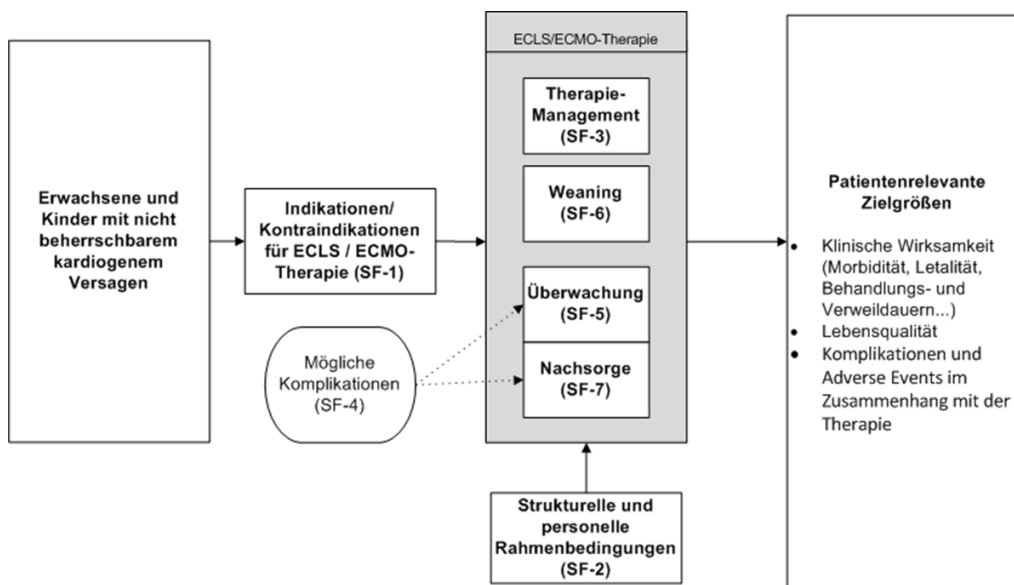 Erwachsene und
Kinder mit nicht
beherrschbarem
kardiogenem
Versagen
Indikationen/
Kontraindikationen
für ECLS / ECMO-
Therapie (SF-1)
Mögliche
Komplikationen
(SF-4)
ECLS/ECMO-Therapie
Therapie-
Management
(SF-3)
Weaning
(SF-6)
Überwachung
(SF-5)
Nachsorge
(SF-7)
Strukturelle und
personelle
Rahmenbedingungen
(SF-2)
Patientenrelevante
Zielgrößen
• Klinische Wirksamkeit
(Morbidität, Letalität,
Behandlungs- und
Verweildauern...)
• Lebensqualität
• Komplikationen und
Adverse Events im
Zusammenhang mit der
Therapie